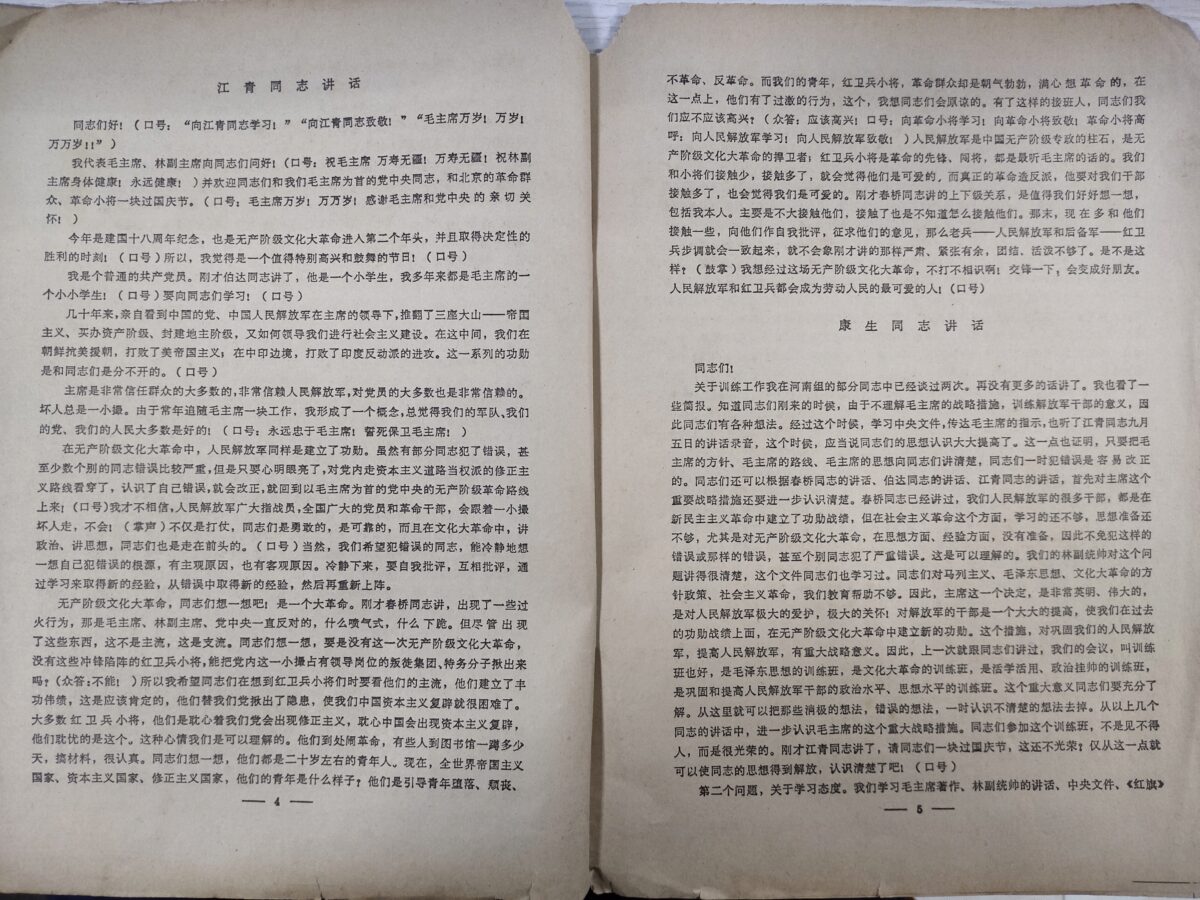 江青同志讲话
同志们好！（口号：“向江青同志学习！”“向江青同志致敬！”“毛主席万岁！万岁！
万万岁！！”）
我代表毛主席、林副主席向同志们问好！（口号：祝毛主席 万寿无疆！万寿无疆！祝林副
主席身体健康！永远健康！）并欢迎同志们和我们毛主席为首的党中央同志，和北京的革命群
众、革命小将一块过国庆节。（口号：毛主席万岁！万万岁！感谢毛主席和党中央的亲切关
怀！）
今年是建国十八周年纪念，也是无产阶级文化大革命进入第二个年头，并且取得决定性的
胜利的时刻！（口号）所以，我觉得是一个值得特别高兴和鼓舞的节日！（口号）
我是个普通的共产党员。刚才伯达同志讲了，他是一个小学生，我多年来都是毛主席的一
个小小学生！（口号）要向同志们学习！（口号）
几十年来，亲自看到中国的党、中国人民解放军在主席的领导下，推翻了三座大山——帝国
主义、买办资产阶级、封建地主阶级，又如何领导我们进行社会主义建设。在这中间，我们在
朝鲜抗美援朝，打败了美帝国主义；在中印边境，打败了印度反动派的进攻。这一系列的功勋
是和同志们是分不开的。（口号）
主席是非常信任群众的大多数的，非常信赖人民解放军，对党员的大多数也是非常信赖的。
坏人总是一小撮。由于常年追随毛主席一块工作，我形成了一个概念，总觉得我们的军队，我们
的党、我们的人民大多数是好的！（口号：永远忠于毛主席！誓死保卫毛主席！）
在无产阶级文化大革命中，人民解放军同样是建立了功勋。虽然有部分同志犯了错误，甚
至少数个别的同志错误比较严重，但是只要心明眼亮了，对党内走资本主义道路当权派的修正主
义路线看穿了，认识了自己错误，就会改正，就回到以毛主席为首的党中央的无产阶级革命路线
上来！（口号）我才不相信，人民解放军广大指战员，全国广大的党员和革命干部，会跟着一小撮
坏人走，不会！（掌声）不仅是打仗，同志们是勇敢的，是可靠的，而且在文化大革命中，讲
政治、讲思想，同志们也是走在前头的。（口号）当然，我们希望犯错误的同志，能冷静地想
一想自己犯错误的根源，有主观原因，也有客观原因。冷静下来，要自我批评，互相批评，通
过学习来取得新的经验，从错误中取得新的经验，然后再重新上阵。
无产阶级文化大革命，同志们想一想吧！是一个大革命。刚才春桥同志讲，出现了一些过
火行为，那是毛主席、林副主席、党中央一直反对的，什么喷气式，什么下跪。但尽管出现
了这些东西，这不是主流，这是支流。同志们想一想，要是没有这一次无产阶级文化大革命，
没有这些冲锋陷阵的红卫兵小将，能把党内这一小撮占有领导岗位的叛徒集团、特务分子揪出来
吗？（众答：不能！）所以我希望同志们在想到红卫兵小将们时要看他们的主流，他们建立了丰
功伟绩，这是应该肯定的，他们替我们党揪出了隐患，使我们中国资本主义复辟就很困难了。
大多数红卫兵小将，他们是耽心着我们党会出现修正主义，耽心中国会出现资本主义复辟，
他们耽忧的是这个。这种心情我们是可以理解的。他们到处闹革命，有些人到图书馆一蹲多少
天，搞材料，很认真。同志们想一想，他们都是二十岁左右的青年人。现在，全世界帝国主义
国家、资本主义国家、修正主义国家，他们的青年是什么样子？他们是引导青年堕落、颓丧、
— 4 —
不革命、反革命。而我们的青年，红卫兵小将，革命群众却是朝气勃勃，满心想革命的，在
这一点上，他们有了过激的行为，这个，我想同志们会原谅的。有了这样的接班人，同志们我
们应不应该高兴？（众答：应该高兴！口号：向革命小将学习！向革命小将致敬！革命小将高
呼：向人民解放军学习！向人民解放军致敬！）人民解放军是中国无产阶级专政的柱石，是无
产阶级文化大革命的捍卫者；红卫兵小将是革命的先锋、闯将，都是最听毛主席的话的。我们
和小将们接触少，接触多了，就会觉得他们是可爱的，而真正的革命造反派，他要对我们干部
接触多了，也会觉得我们是可爱的。刚才春桥同志讲的上下级关系，是值得我们好好想一想，
包括我本人。主要是不大接触他们，接触了也是不知道怎么接触他们。那末，现在多和他们
接触一些，向他们作自我批评，征求他们的意见，那么老兵——人民解放军和后备军——红卫
兵步调就会一致起来，就不会象刚才讲的那样严肃、紧张有余，团结、活泼不够了。是不是这
样？（鼓掌）我想经过这场无产阶级文化大革命，不打不相识啊！交锋一下，会变成好朋友。
人民解放军和红卫兵都会成为劳动人民的最可爱的人！（口号）
康生同志讲话
同志们！
关于训练工作我在河南组的部分同志中已经谈过两次。再没有更多的话讲了。我也看了一
些简报。知道同志们刚来的时候，由于不理解毛主席的战略措施，训练解放军干部的意义，因
此同志们有各种想法。经过这个时候，学习中央文件，传达毛主席的指示，也听了江青同志九月
五日的讲话录音，这个时候，应当说同志们的思想认识大大提高了。这一点也证明，只要把毛
主席的方针、毛主席的路线、毛主席的思想向同志们讲清楚，同志们一时犯错误是容易改正
的。同志们还可以根据春桥同志的讲话、伯达同志的讲话、江青同志的讲话，首先对主席这个
重要战略措施还要进一步认识清楚。春桥同志已经讲过，我们人民解放军的很多干部，都是在
新民主主义革命中建立了功勋战绩，但在社会主义革命这个方面，学习的还不够，思想准备还
不够，尤其是对无产阶级文化大革命，在思想方面、经验方面，没有准备，因此不免犯这样的
错误或那样的错误，甚至个别同志犯了严重错误。这是可以理解的。我们的林副统帅对这个问
题讲得很清楚，这个文件同志们也学习过。同志们对马列主义、毛泽东思想、文化大革命的方
针政策、社会主义革命，我们教育帮助不够。因此，主席这一个决定，是非常英明、伟大的，
是对人民解放军极大的爱护，极大的关怀！对解放军的干部是一个大大的提高，使我们在过去
的功勋战绩上面，在无产阶级文化大革命中建立新的功勋。这个措施，对巩固我们的人民解放
军，提高人民解放军，有重大战略意义。因此，上一次就跟同志们讲过，我们的会议，叫训练
班也好，是毛泽东思想的训练班，是文化大革命的训练班，是活学活用、政治挂帅的训练班，
是巩固和提高人民解放军干部的政治水平、思想水平的训练班。这个重大意义同志们要充分了
解。从这里就可以把那些消极的想法，错误的想法，一时认识不清楚的想法去掉。从以上几个
同志的讲话中，进一步认识毛主席的这个重大战略措施。同志们参加这个训练班，不是见不得
人，而是很光荣的。刚才江青同志讲了，请同志们一块过国庆节，这还不光荣？仅从这一点就
可以使同志的思想得到解放，认识清楚了吧！（口号）
第二个问题，关于学习态度。我们学习毛主席著作、林副统帅的讲话、中央文件、《红旗》
— 5 —